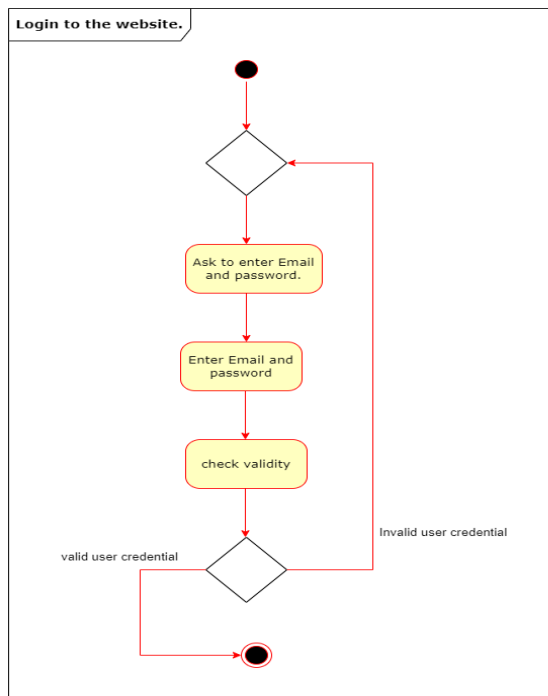 Login to the website.
Ask to enter Email
and password.
Enter Email and
password
check validity
Invalid user credential
valid user credential